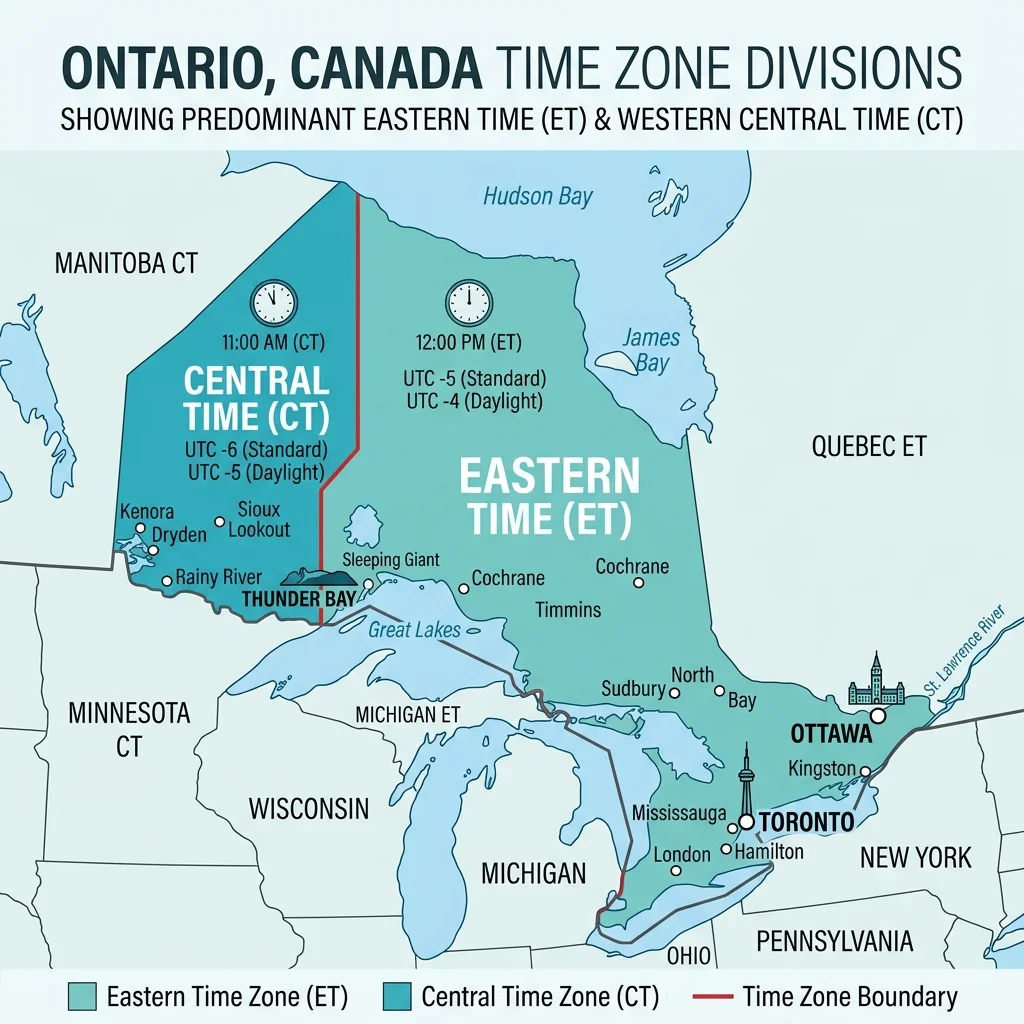 ONTARIO, CANADA TIME ZONE DIVISIONS
SHOWING PREDOMINANT EASTERN TIME (ET) & WESTERN CENTRAL TIME (CT)
Hudson Bay
MANITOBA CT
11:00 AM (CT)
12:00 PM (ET)
James
Bay
CENTRAL
TIME (CT)
UTC -6 (Standard)
UTC -5 (Daylight)
UTC -5 (Standard)
UTC -4 (Daylight)
QUEBEC ET
EASTERN
TIME (ET)
Kenora
Dryden
Sioux
Lookout
Rainy River
Sleeping Giant
THUNDER BAY
Cochrane
Cochrane
Timmins
Great Lakes
St. Lawrence River
Sudbury
North
Bay
MINNESOTA
CT
MICHIGAN ET
OTTAWA
Kingston
WISCONSIN
Mississauga
TORONTO
London
Hamilton
MICHIGAN
NEW YORK
OHIO
PENNSYLVANIA
Eastern Time Zone (ET)
Central Time Zone (CT)
Time Zone Boundary